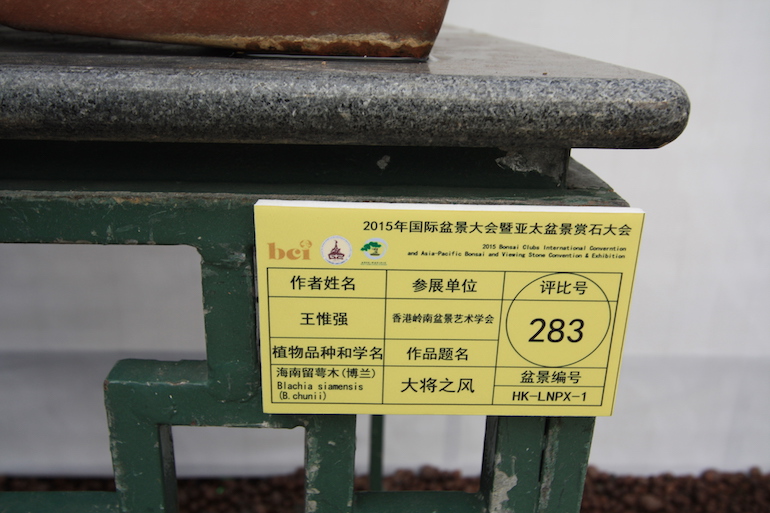 2015年国际盆景大会暨亚太盆景赏石大会
bci
2015 Bonsai Clubs International Converntion
and Asia-Pacific Bonsai and Viewing Stone Convention & Exhibition
作者姓名 参展单位 评比号
王惟强 香港岭南盆景艺术学会 283
植物品种和学名 作品题名
海南留萼木(博兰)
Blachia siamensis
(B.chunii)
大将之风
盆景编号
HK-LNPX-1